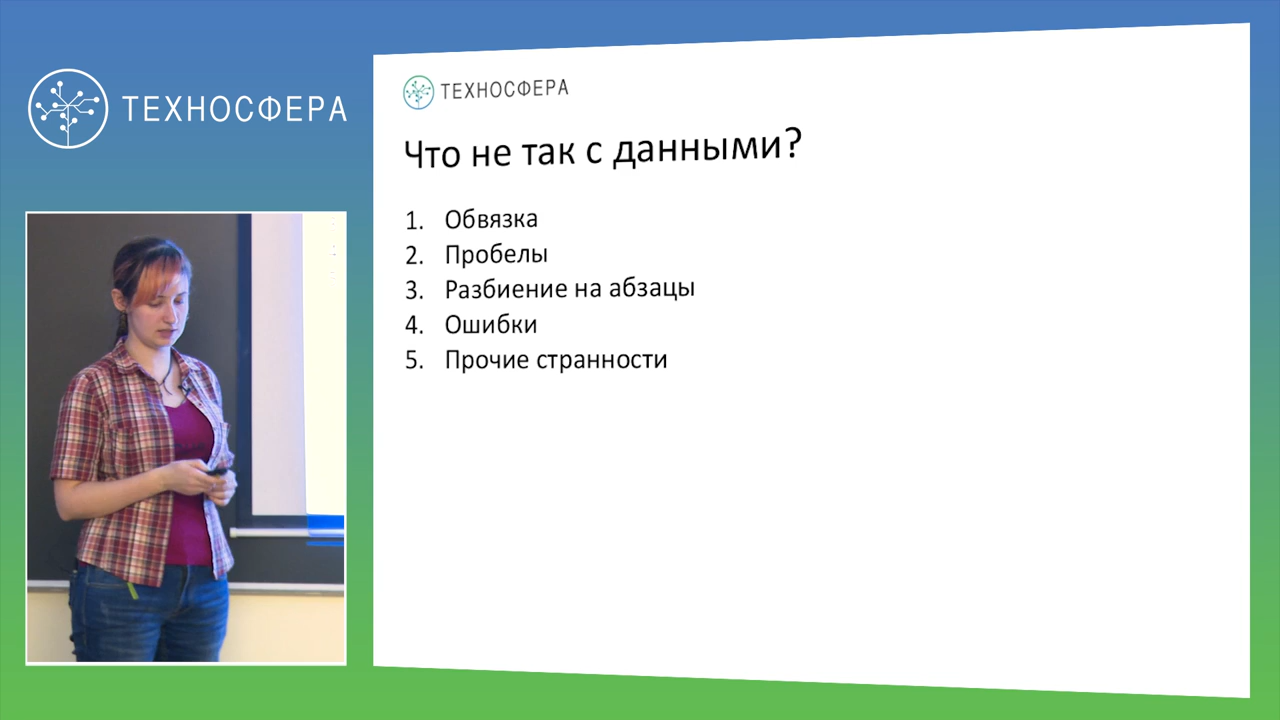 ТЕХНОСФЕРА
ТЕХНОСФЕРА
Что не так с данными?
1. Обвязка
2. Пробелы
3. Разбиение на абзацы
4. Ошибки
5. Прочие странности